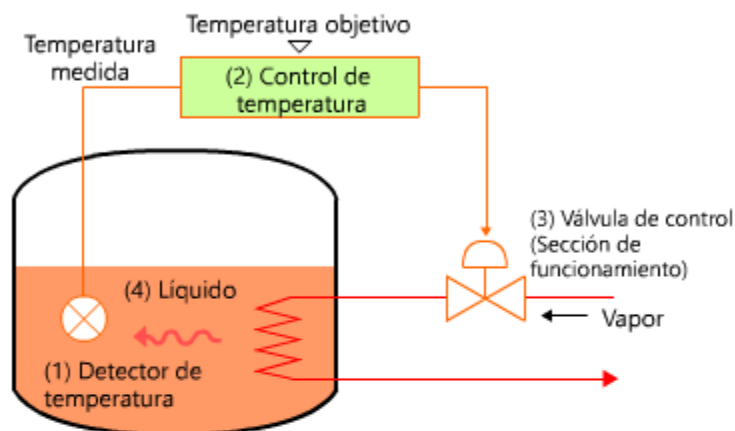 Temperatura objetivo
Temperatura
medida
(2) Control de
temperatura
(3) Válvula de control
(Sección de
funcionamiento)
(4) Líquido
Vapor
(1) Detector de
temperatura